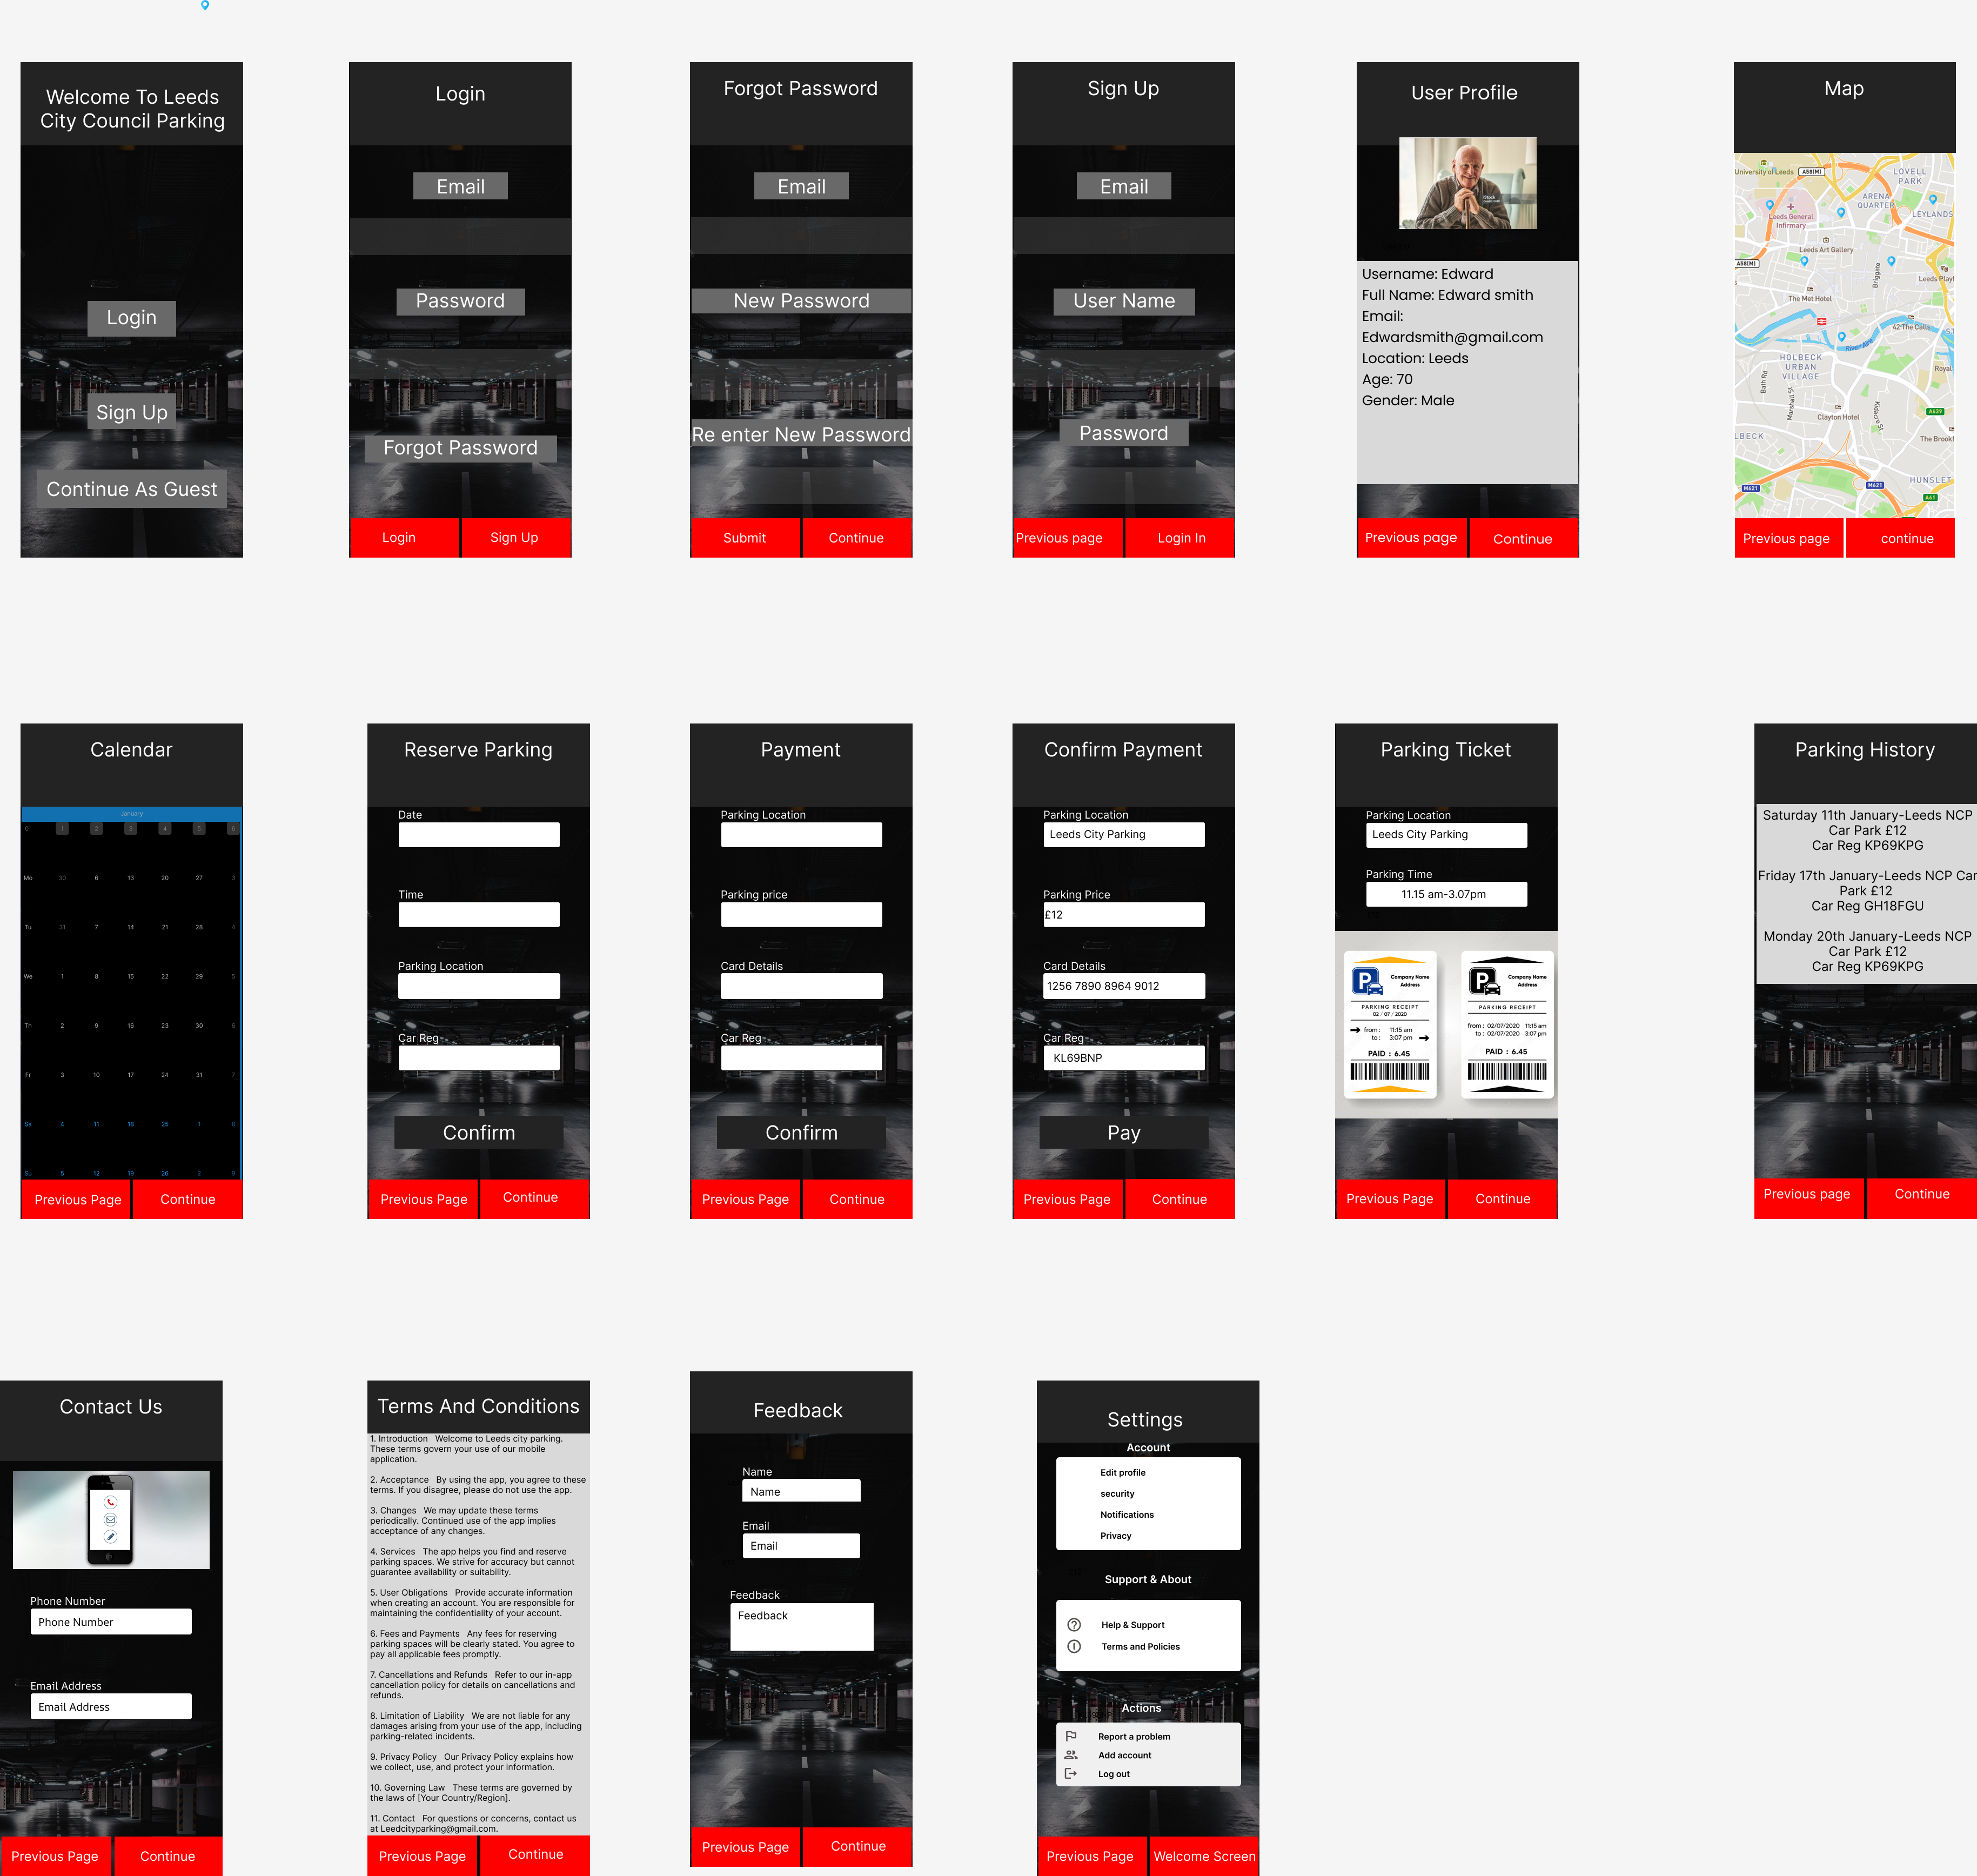 Welcome To Leeds
City Council Parking
Login
Sign Up
Continue As Guest
Login
Email
Password
Forgot Password
Login
Sign Up
Forgot Password
Email
New Password
Re enter New Password
Submit
Continue
Sign Up
Email
User Name
Password
Previous page
Login In
User Profile
iStock
Username: Edward
Full Name: Edward smith
Email:
Edwardsmith@gmail.com
Location: Leeds
Age: 70
Gender: Male
Previous page
Continue
Map
University of Leeds
A58(M)
LOVELL
PARK
ARENA
QUARTER
LEYLANDS
Leeds General
Infirmary
Leeds Art Gallery
A58(M)
Briggate
Leeds Play
The Met Hotel
42 The Calls
River Aire
HOLBECK
URBAN
VILLAGE
Royal
Bath Rd
Marshall St
Kidacre St
Clayton Hotel
A639
LBECK
The Brook
M621
M621
HUNSLET
A61
Previous page
continue
Calendar
January
01 1 2 3 4 5 6
Mo 30 6 13 20 27 3
Tu 31 7 14 21 28 4
We 1 8 15 22 29 5
Th 2 9 16 23 30 6
Fr 3 10 17 24 31 7
Sa 4 11 18 25 1 8
Su 5 12 19 26 2 9
Previous Page
Continue
Reserve Parking
Date
Time
Parking Location
Car Reg
Confirm
Previous Page
Continue
Payment
Parking Location
Parking price
Card Details
Car Reg
Confirm
Previous Page
Continue
Confirm Payment
Parking Location
Leeds City Parking
Parking Price
£12
Card Details
1256 7890 8964 9012
Car Reg
KL69BNP
Pay
Previous Page
Continue
Parking Ticket
Parking Location
Leeds City Parking
Parking Time
11.15 am-3.07pm
P
Company Name
Address
PARKING RECEIPT
02 / 07 / 2020
from : 11:15 am
to : 3:07 pm
PAID : 6.45
P
Company Name
Address
PARKING RECEIPT
from : 02/07/2020 11:15 am
to : 02/07/2020 3:07 pm
PAID : 6.45
Previous Page
Continue
Parking History
Saturday 11th January-Leeds NCP
Car Park £12
Car Reg KP69KPG
Friday 17th January-Leeds NCP Car
Park £12
Car Reg GH18FGU
Monday 20th January-Leeds NCP
Car Park £12
Car Reg KP69KPG
Previous page
Continue
Contact Us
Phone Number
Phone Number
Email Address
Email Address
Previous Page
Continue
Terms And Conditions
1. Introduction Welcome to Leeds city parking.
These terms govern your use of our mobile
application.
2. Acceptance By using the app, you agree to these
terms. If you disagree, please do not use the app.
3. Changes We may update these terms
periodically. Continued use of the app implies
acceptance of any changes.
4. Services The app helps you find and reserve
parking spaces. We strive for accuracy but cannot
guarantee availability or suitability.
5. User Obligations Provide accurate information
when creating an account. You are responsible for
maintaining the confidentiality of your account.
6. Fees and Payments Any fees for reserving
parking spaces will be clearly stated. You agree to
pay all applicable fees promptly.
7. Cancellations and Refunds Refer to our in-app
cancellation policy for details on cancellations and
refunds.
8. Limitation of Liability We are not liable for any
damages arising from your use of the app, including
parking-related incidents.
9. Privacy Policy Our Privacy Policy explains how
we collect, use, and protect your information.
10. Governing Law These terms are governed by
the laws of [Your Country/Region].
11. Contact For questions or concerns, contact us
at Leedcityparking@gmail.com.
Previous Page
Continue
Feedback
Name
Name
Email
Email
Feedback
Feedback
Previous Page
Continue
Settings
Account
Edit profile
security
Notifications
Privacy
Support & About
Help & Support
Terms and Policies
Actions
Report a problem
Add account
Log out
Previous Page
Welcome Screen